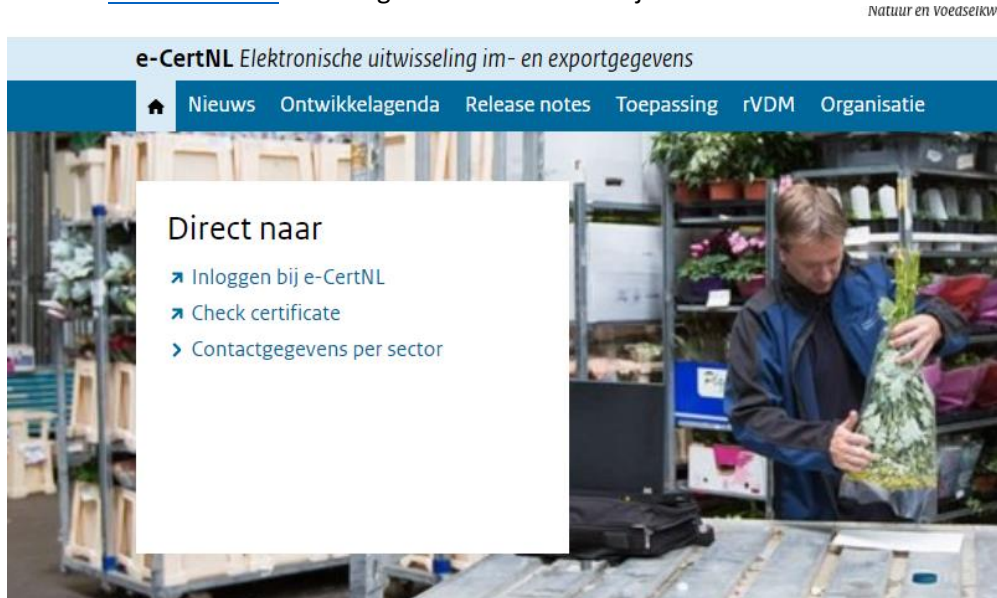 Natuur en Voedselkw
e-CertNL Elektronische uitwisseling im- en exportgegevens
Nieuws Ontwikkelagenda Release notes Toepassing rVDM Organisatie
Direct naar
Inloggen bij e-CertNL
Check certificate
Contactgegevens per sector